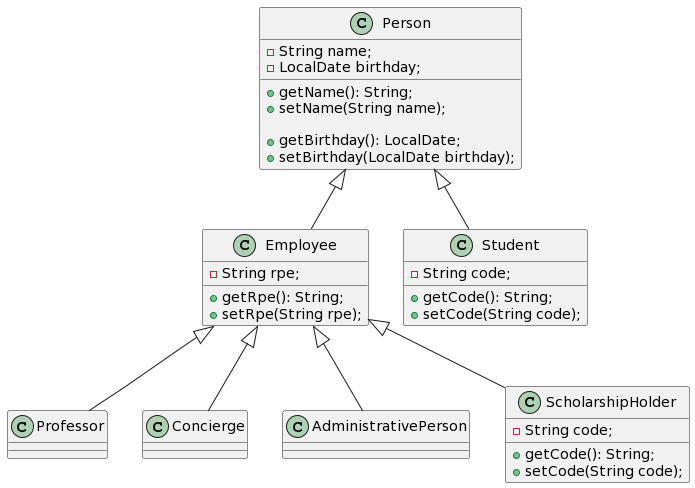 C Person
String name;
LocalDate birthday;
getName(): String;
setName(String name);
getBirthday(): LocalDate;
setBirthday(LocalDate birthday);
C Employee
String rpe;
getRpe(): String;
setRpe(String rpe);
C Student
String code;
getCode(): String;
setCode(String code);
C Professor
C Concierge
C AdministrativePerson
C ScholarshipHolder
String code;
getCode(): String;
setCode(String code);